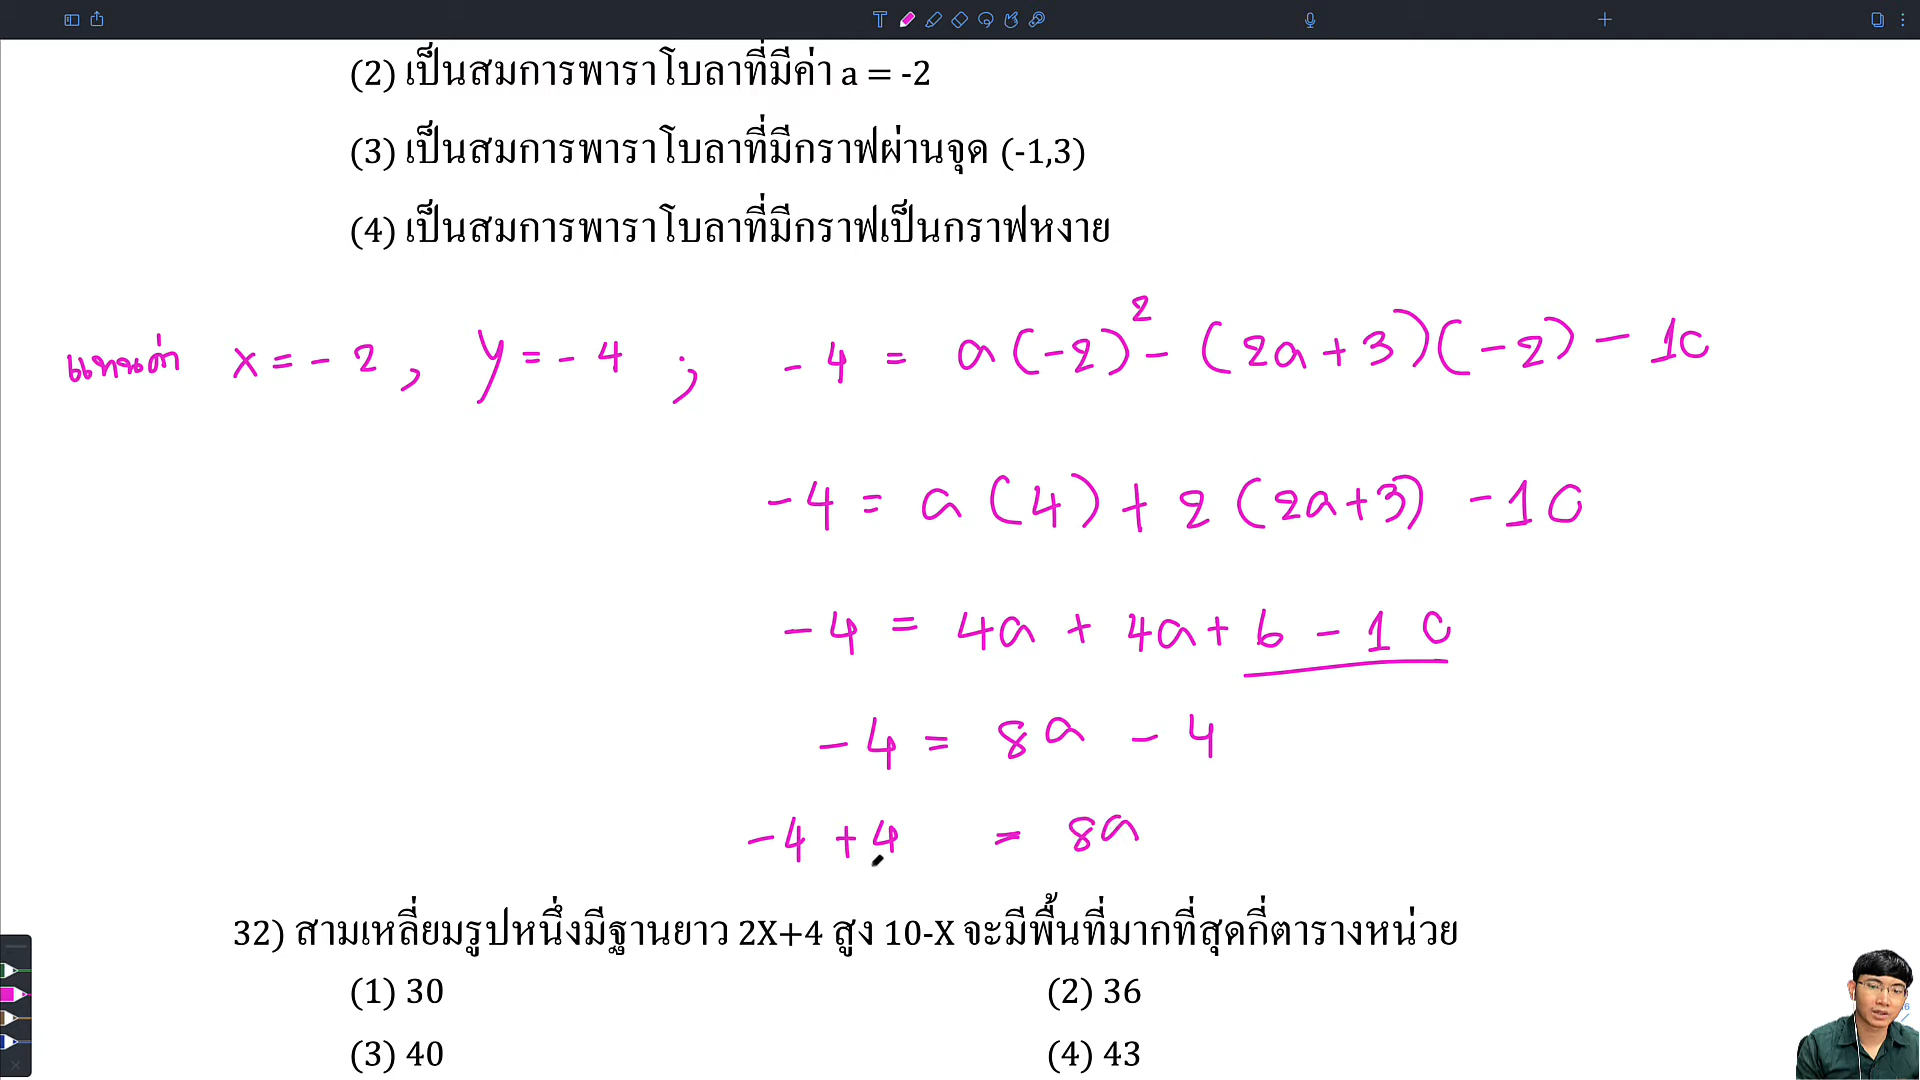 (2) เป็นสมการพาราโบลาที่มีค่า a = -2
(3) เป็นสมการพาราโบลาที่มีกราฟผ่านจุด (-1,3)
(4) เป็นสมการพาราโบลาที่มีกราฟเป็นกราฟหงาย
แทนค่า x = - 2 , y = - 4 ; - 4 = a(-2)² - (2a+3)(-2) - 10
-4 = a (4) + 2 (2a+3) -10
-4 = 4a + 4a + 6 - 10
-4 = 8a - 4
-4 + 4 = 8a
32) สามเหลี่ยมรูปหนึ่งมีฐานยาว 2X+4 สูง 10-X จะมีพื้นที่มากที่สุดกี่ตารางหน่วย
(1) 30 (2) 36
(3) 40 (4) 43